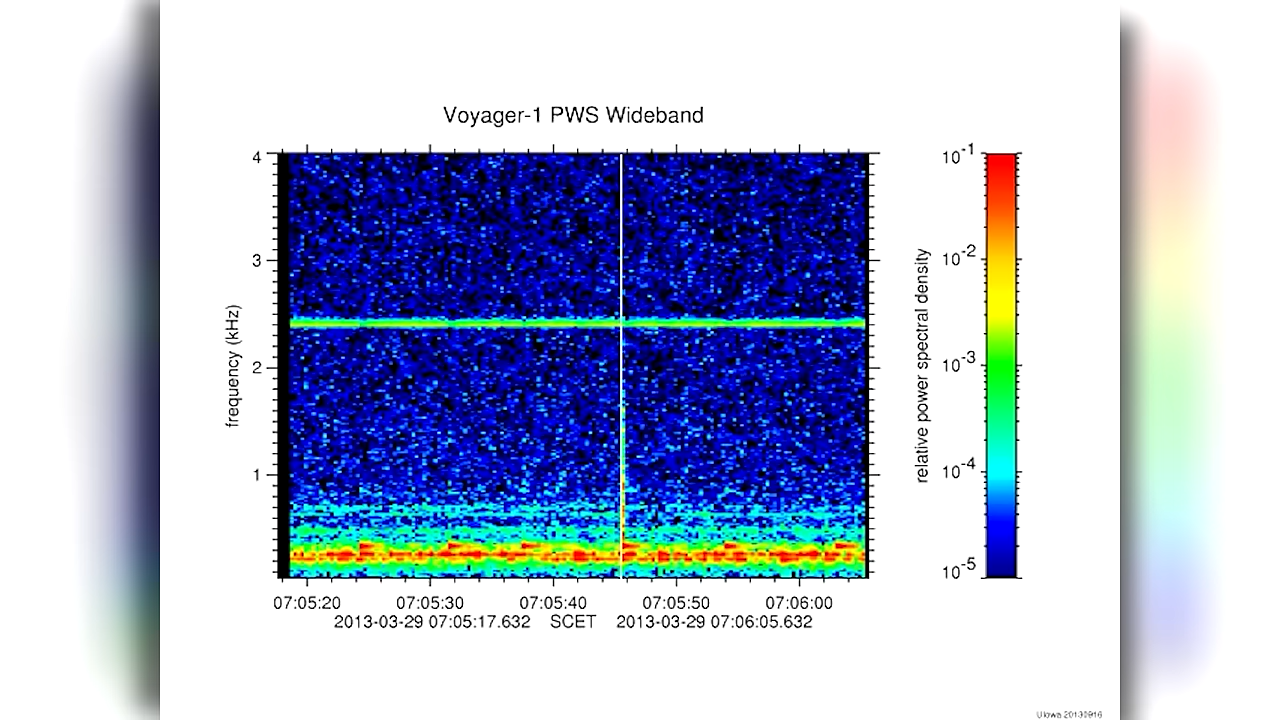 Voyager-1 PWS Wideband
4
3
2
1
frequency (kHz)
07:05:20 07:05:30 07:05:40 07:05:50 07:06:00
2013-03-29 07:05:17.632 SCET 2013-03-29 07:06:05.632
10^-1
10^-2
10^-3
10^-4
10^-5
relative power spectral density
UIowa 20130916